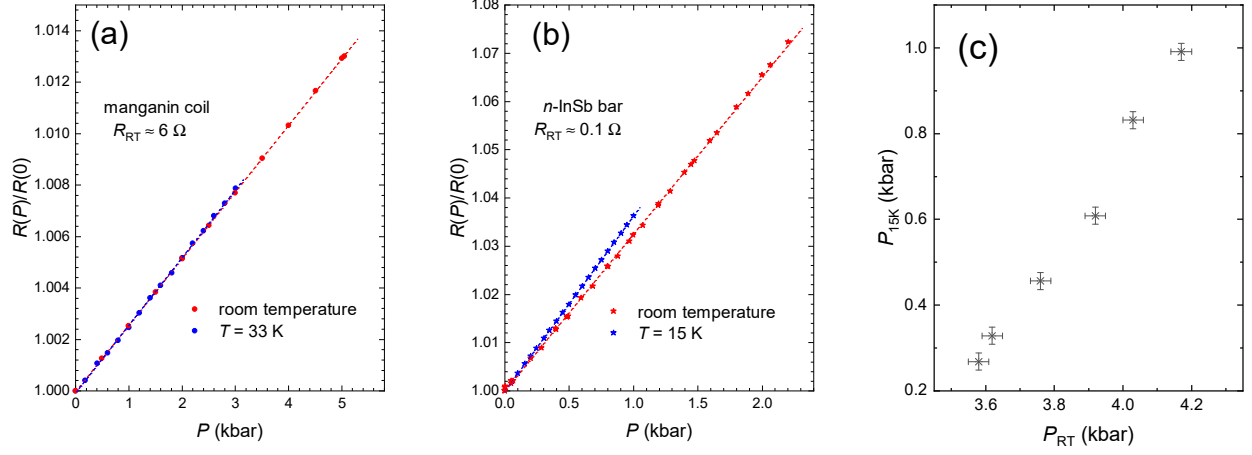 (a)
manganin coil
R_RT ≈ 6 Ω
room temperature
T = 33 K
R(P)/R(0)
1.014
1.012
1.010
1.008
1.006
1.004
1.002
1.000
0 1 2 3 4 5
P (kbar)
(b)
n-InSb bar
R_RT ≈ 0.1 Ω
room temperature
T = 15 K
R(P)/R(0)
1.08
1.07
1.06
1.05
1.04
1.03
1.02
1.01
1.00
0.0 0.5 1.0 1.5 2.0
P (kbar)
(c)
P_15K (kbar)
1.0
0.8
0.6
0.4
0.2
3.6 3.8 4.0 4.2
P_RT (kbar)